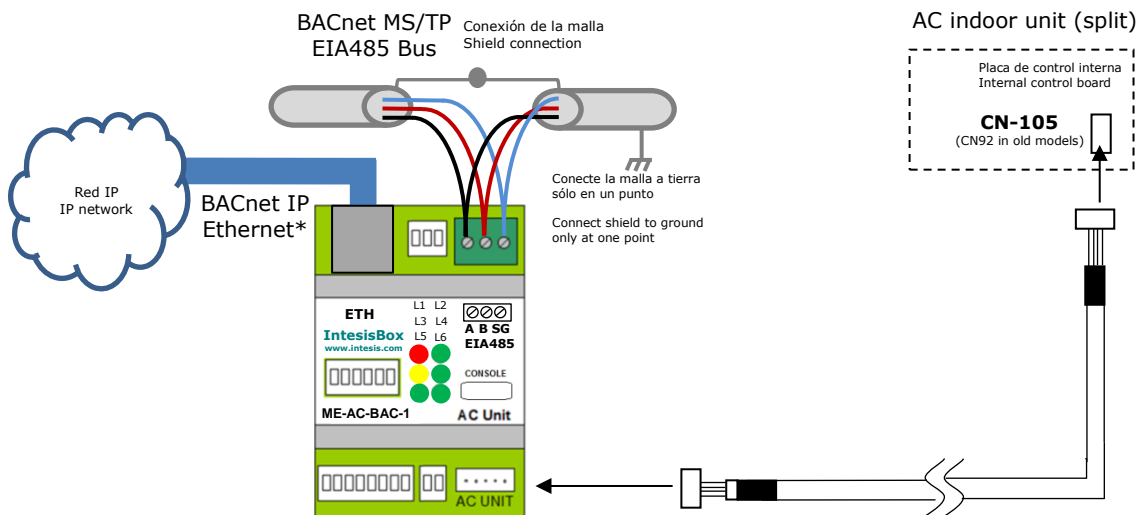 BACnet MS/TP
EIA485 Bus
Conexión de la malla
Shield connection
AC indoor unit (split)
Placa de control interna
Internal control board
CN-105
(CN92 in old models)
Red IP
IP network
BACnet IP
Ethernet*
Conecte la malla a tierra
sólo en un punto
Connect shield to ground
only at one point
ETH
IntesisBox
www.intesis.com
L1 L2
L3 L4
L5 L6
A B SG
EIA485
CONSOLE
ME-AC-BAC-1
AC Unit
AC UNIT